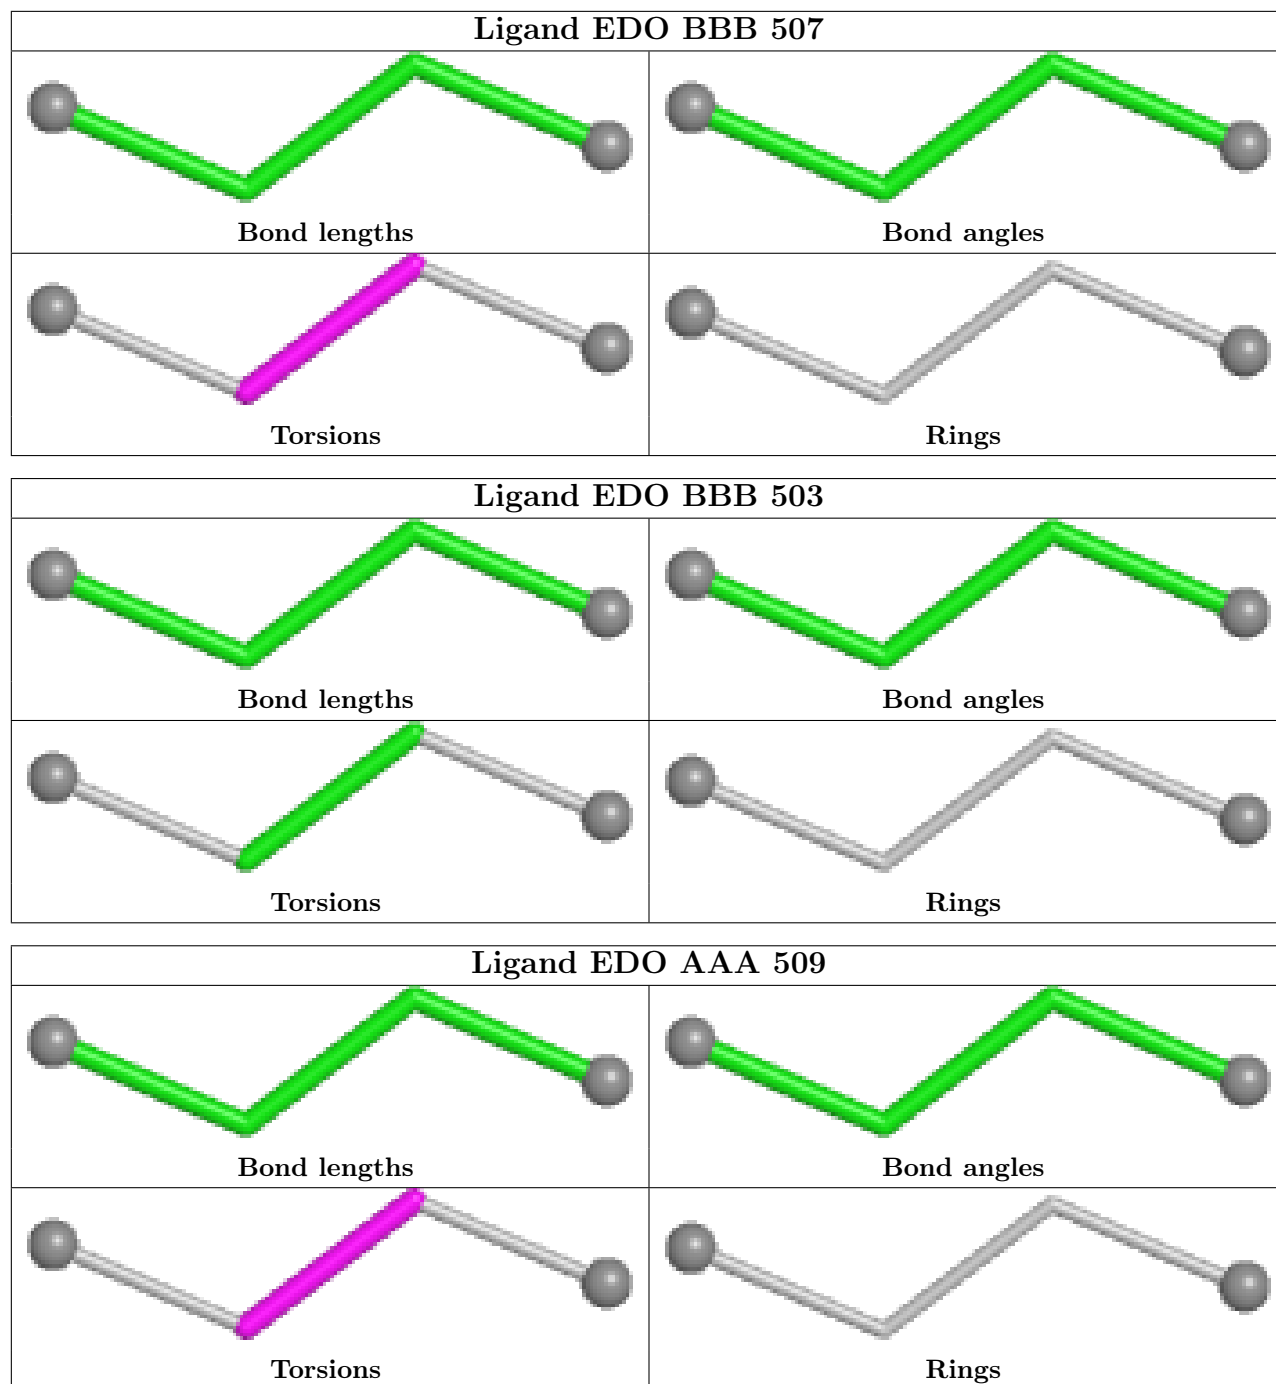 Ligand EDO BBB 507
Bond lengths
Bond angles
Torsions
Rings
Ligand EDO BBB 503
Bond lengths
Bond angles
Torsions
Rings
Ligand EDO AAA 509
Bond lengths
Bond angles
Torsions
Rings